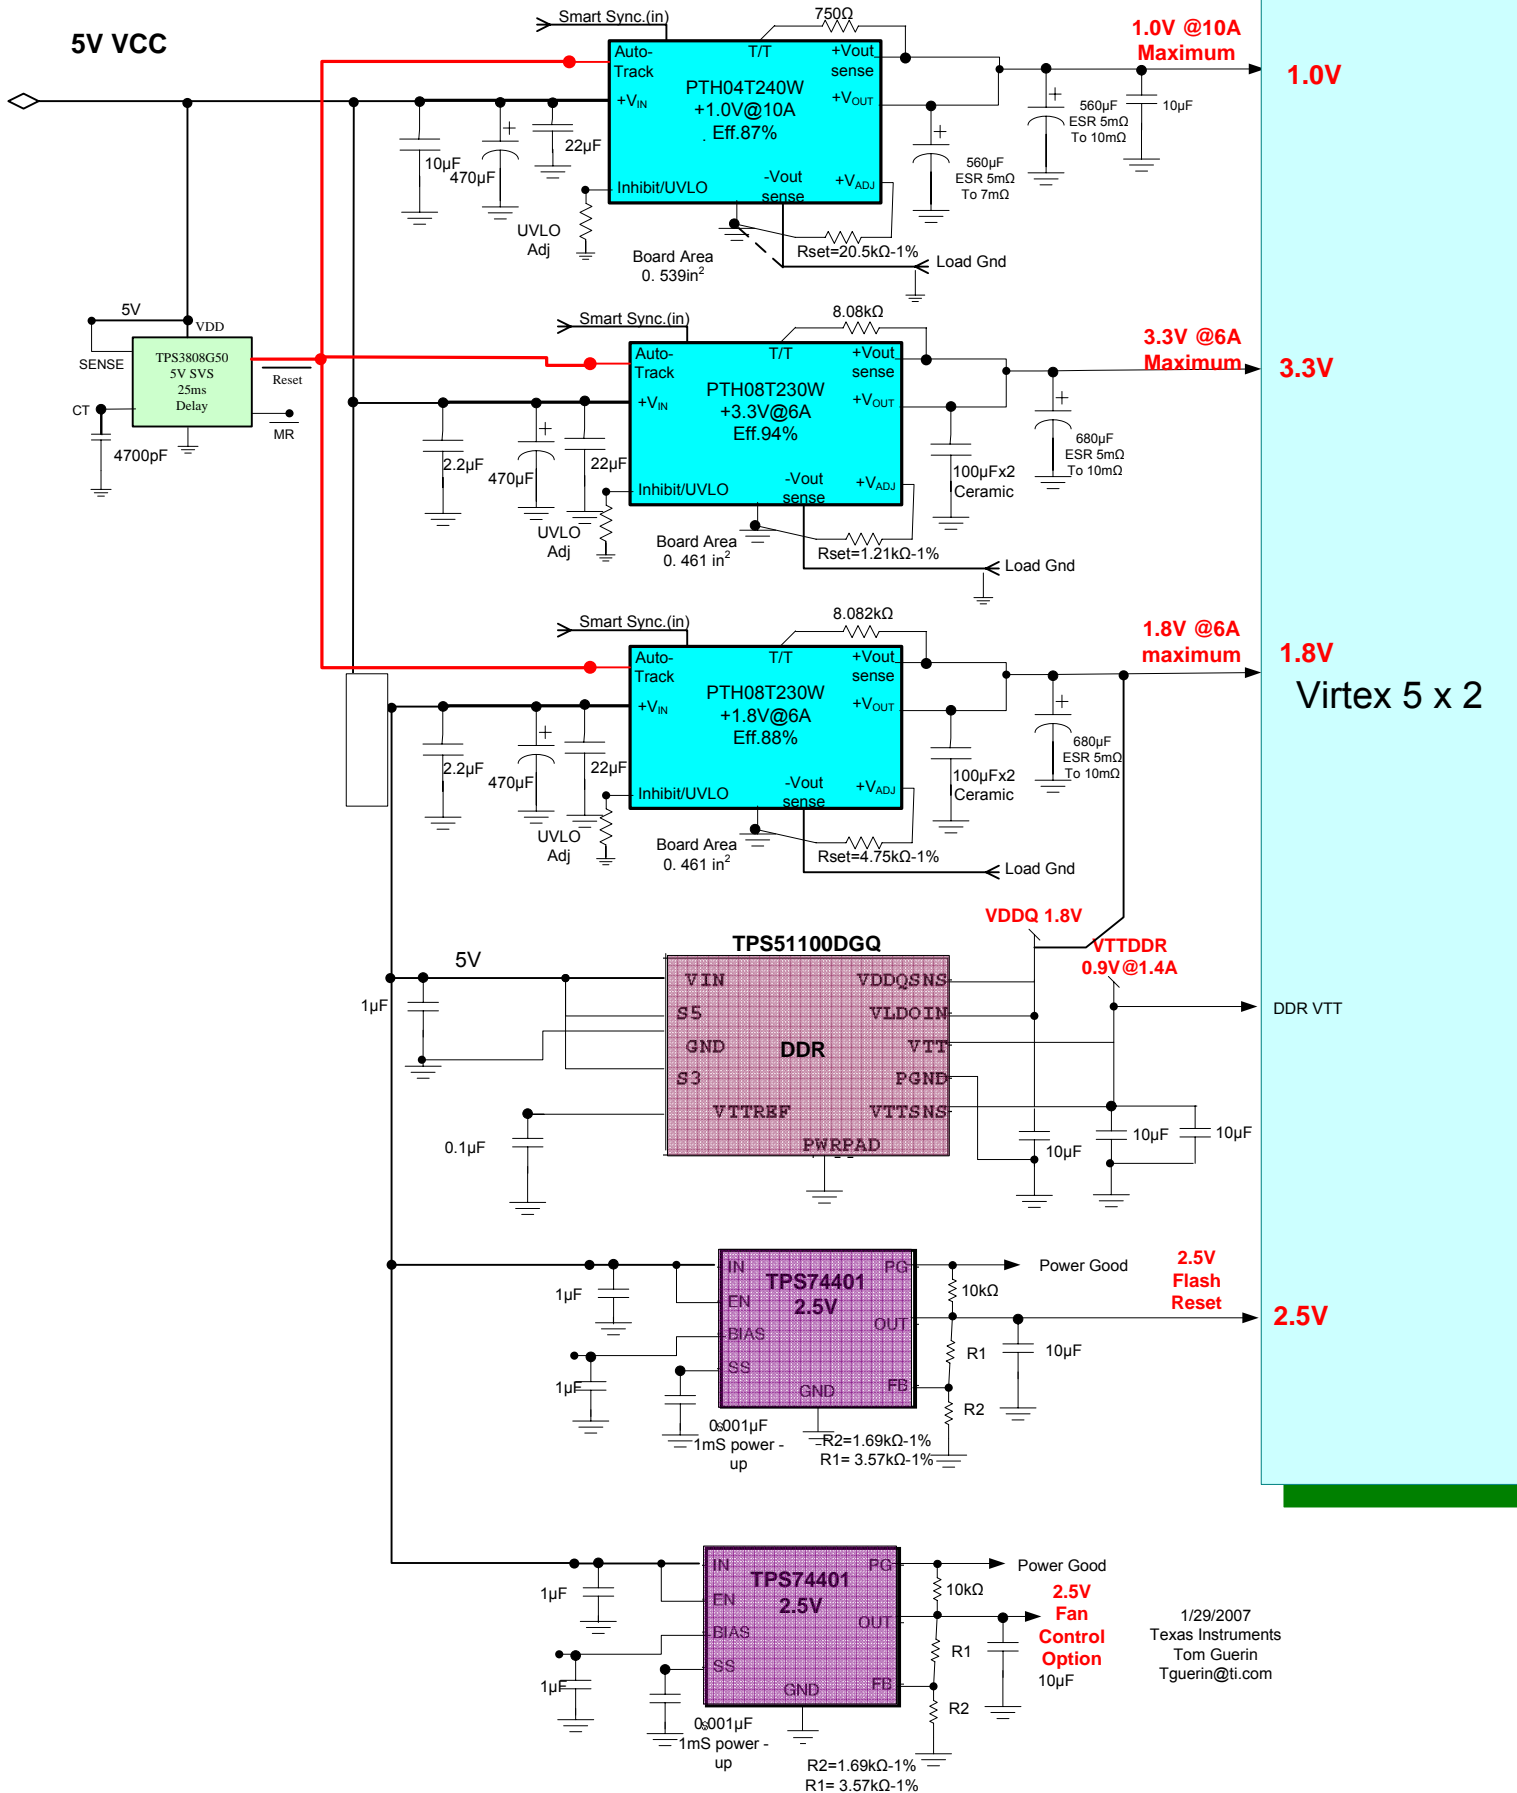 5V VCC
Smart Sync.(in)
750Ω
Auto-
Track
T/T
+Vout
sense
PTH04T240W
+1.0V@10A
. Eff.87%
+VIN
+VOUT
Inhibit/UVLO
-Vout
sense
+VADJ
10µF
470µF
22µF
UVLO
Adj
Board Area
0. 539in2
Rset=20.5kΩ-1%
Load Gnd
560µF
ESR 5mΩ
To 7mΩ
560µF
ESR 5mΩ
To 10mΩ
10µF
1.0V @10A
Maximum
1.0V
5V
VDD
SENSE
TPS3808G50
5V SVS
25ms
Delay
Reset
CT
MR
4700pF
Smart Sync.(in)
8.08kΩ
Auto-
Track
T/T
+Vout
sense
PTH08T230W
+3.3V@6A
Eff.94%
+VIN
+VOUT
Inhibit/UVLO
-Vout
sense
+VADJ
2.2µF
470µF
22µF
UVLO
Adj
Board Area
0. 461 in2
Rset=1.21kΩ-1%
Load Gnd
100µFx2
Ceramic
680µF
ESR 5mΩ
To 10mΩ
3.3V @6A
Maximum
3.3V
Smart Sync.(in)
8.082kΩ
Auto-
Track
T/T
+Vout
sense
PTH08T230W
+1.8V@6A
Eff.88%
+VIN
+VOUT
Inhibit/UVLO
-Vout
sense
+VADJ
2.2µF
470µF
22µF
UVLO
Adj
Board Area
0. 461 in2
Rset=4.75kΩ-1%
Load Gnd
100µFx2
Ceramic
680µF
ESR 5mΩ
To 10mΩ
1.8V @6A
maximum
1.8V
Virtex 5 x 2
VDDQ 1.8V
VTTDDR
0.9V@1.4A
TPS51100DGQ
5V
1µF
VIN
S5
GND
S3
VTTREF
DDR
VDDQSNS
VLDOIN
VTT
PGND
VTTSNS
PWRPAD
0.1µF
10µF
10µF
10µF
DDR VTT
TPS74401
2.5V
IN
EN
BIAS
SS
GND
PG
OUT
FB
1µF
1µF
0.001µF
1mS power -
up
Power Good
10kΩ
R1
R2
R2=1.69kΩ-1%
R1= 3.57kΩ-1%
10µF
2.5V
Flash
Reset
2.5V
TPS74401
2.5V
IN
EN
BIAS
SS
GND
PG
OUT
FB
1µF
1µF
0.001µF
1mS power -
up
Power Good
10kΩ
R1
R2
R2=1.69kΩ-1%
R1= 3.57kΩ-1%
2.5V
Fan
Control
Option
10µF
1/29/2007
Texas Instruments
Tom Guerin
Tguerin@ti.com